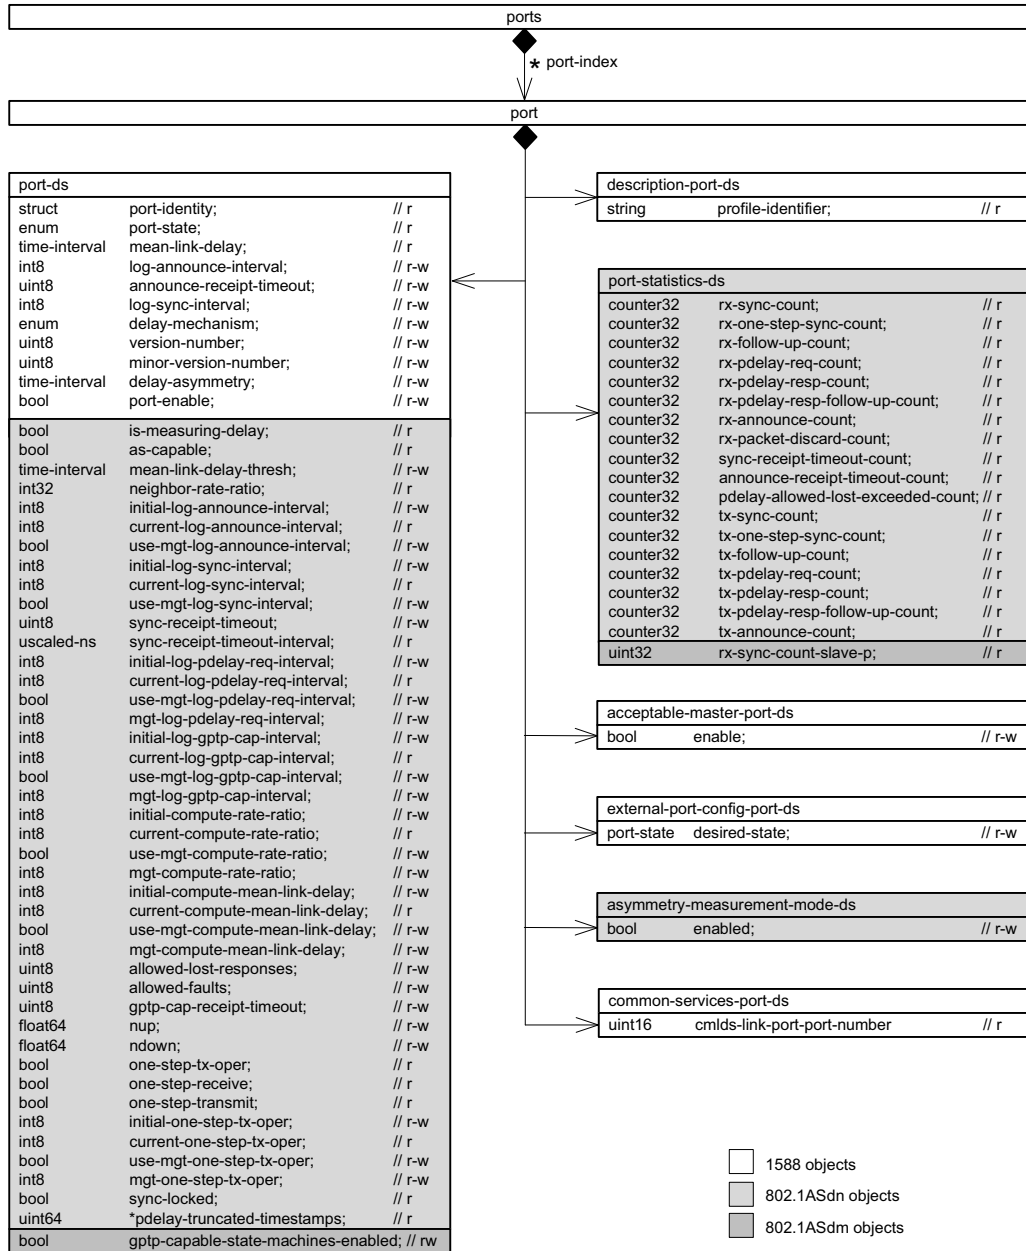 ports
* port-index
port
port-ds
struct port-identity; // r
enum port-state; // r
time-interval mean-link-delay; // r
int8 log-announce-interval; // r-w
uint8 announce-receipt-timeout; // r-w
int8 log-sync-interval; // r-w
enum delay-mechanism; // r-w
uint8 version-number; // r-w
uint8 minor-version-number; // r-w
time-interval delay-asymmetry; // r-w
bool port-enable; // r-w
bool is-measuring-delay; // r
bool as-capable; // r
time-interval mean-link-delay-thresh; // r-w
int32 neighbor-rate-ratio; // r
int8 initial-log-announce-interval; // r-w
int8 current-log-announce-interval; // r
bool use-mgt-log-announce-interval; // r-w
int8 initial-log-sync-interval; // r-w
int8 current-log-sync-interval; // r
bool use-mgt-log-sync-interval; // r-w
uint8 sync-receipt-timeout; // r-w
uscaled-ns sync-receipt-timeout-interval; // r
int8 initial-log-pdelay-req-interval; // r-w
int8 current-log-pdelay-req-interval; // r
bool use-mgt-log-pdelay-req-interval; // r-w
int8 mgt-log-pdelay-req-interval; // r-w
int8 initial-log-gptp-cap-interval; // r-w
int8 current-log-gptp-cap-interval; // r
bool use-mgt-log-gptp-cap-interval; // r-w
int8 mgt-log-gptp-cap-interval; // r-w
int8 initial-compute-rate-ratio; // r-w
int8 current-compute-rate-ratio; // r
bool use-mgt-compute-rate-ratio; // r-w
int8 mgt-compute-rate-ratio; // r-w
int8 initial-compute-mean-link-delay; // r-w
int8 current-compute-mean-link-delay; // r
bool use-mgt-compute-mean-link-delay; // r-w
int8 mgt-compute-mean-link-delay; // r-w
uint8 allowed-lost-responses; // r-w
uint8 allowed-faults; // r-w
uint8 gptp-cap-receipt-timeout; // r-w
float64 nup; // r-w
float64 ndown; // r-w
bool one-step-tx-oper; // r
bool one-step-receive; // r
bool one-step-transmit; // r
int8 initial-one-step-tx-oper; // r-w
int8 current-one-step-tx-oper; // r
bool use-mgt-one-step-tx-oper; // r-w
int8 mgt-one-step-tx-oper; // r-w
bool sync-locked; // r
uint64 *pdelay-truncated-timestamps; // r
bool gptp-capable-state-machines-enabled; // rw
description-port-ds
string profile-identifier; // r
port-statistics-ds
counter32 rx-sync-count; // r
counter32 rx-one-step-sync-count; // r
counter32 rx-follow-up-count; // r
counter32 rx-pdelay-req-count; // r
counter32 rx-pdelay-resp-count; // r
counter32 rx-pdelay-resp-follow-up-count; // r
counter32 rx-announce-count; // r
counter32 rx-packet-discard-count; // r
counter32 sync-receipt-timeout-count; // r
counter32 announce-receipt-timeout-count; // r
counter32 pdelay-allowed-lost-exceeded-count; // r
counter32 tx-sync-count; // r
counter32 tx-one-step-sync-count; // r
counter32 tx-follow-up-count; // r
counter32 tx-pdelay-req-count; // r
counter32 tx-pdelay-resp-count; // r
counter32 tx-pdelay-resp-follow-up-count; // r
counter32 tx-announce-count; // r
uint32 rx-sync-count-slave-p; // r
acceptable-master-port-ds
bool enable; // r-w
external-port-config-port-ds
port-state desired-state; // r-w
asymmetry-measurement-mode-ds
bool enabled; // r-w
common-services-port-ds
uint16 cmlds-link-port-port-number // r
1588 objects
802.1ASdn objects
802.1ASdm objects